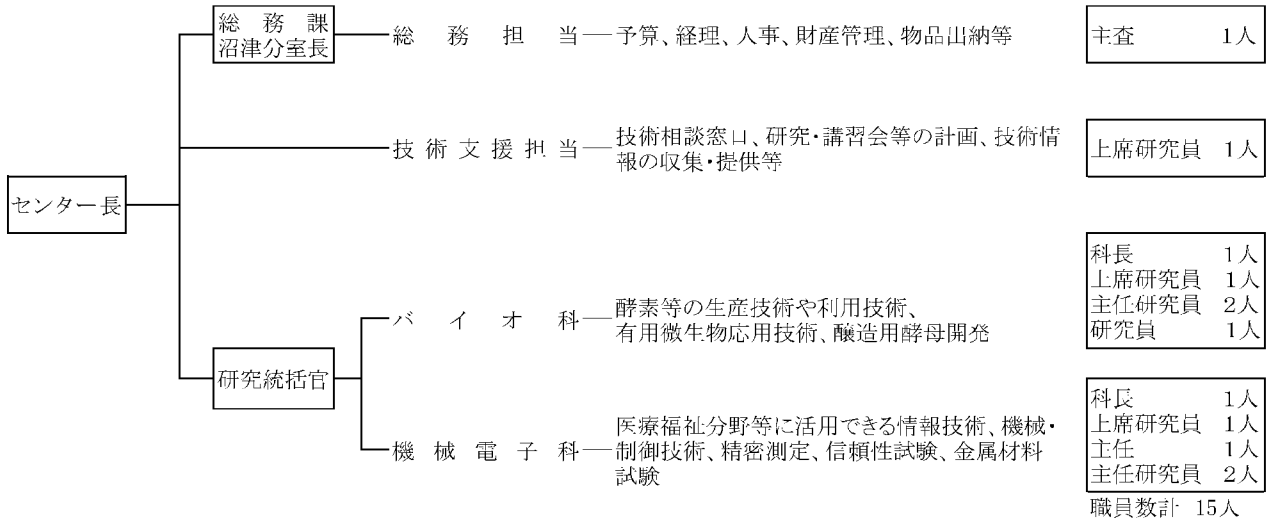 総務課
沼津分室長
総務担当
予算、経理、人事、財産管理、物品出納等
主査 1人
技術支援担当
技術相談窓口、研究・講習会等の計画、技術情
報の収集・提供等
上席研究員 1人
センター長
研究統括官
バイオ科
酵素等の生産技術や利用技術、
有用微生物応用技術、醸造用酵母開発
科長 1人
上席研究員 1人
主任研究員 2人
研究員 1人
機械電子科
医療福祉分野等に活用できる情報技術、機械・
制御技術、精密測定、信頼性試験、金属材料
試験
科長 1人
上席研究員 1人
主任 1人
主任研究員 2人
職員数計 15人